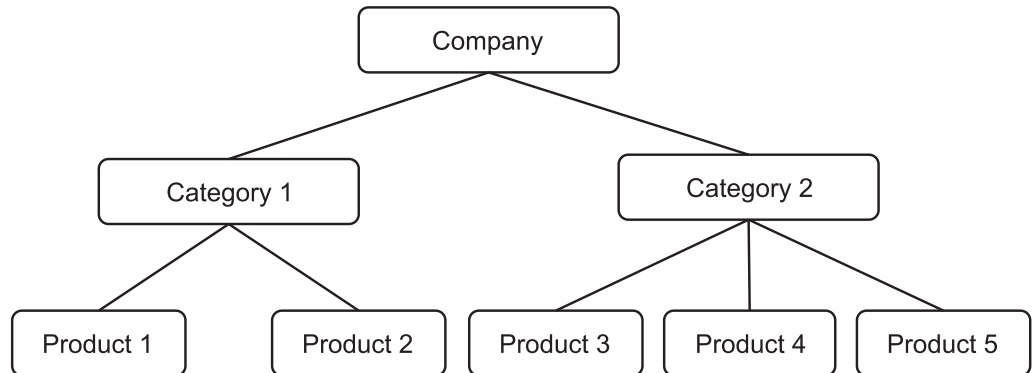 Company
Category 1
Category 2
Product 1
Product 2
Product 3
Product 4
Product 5